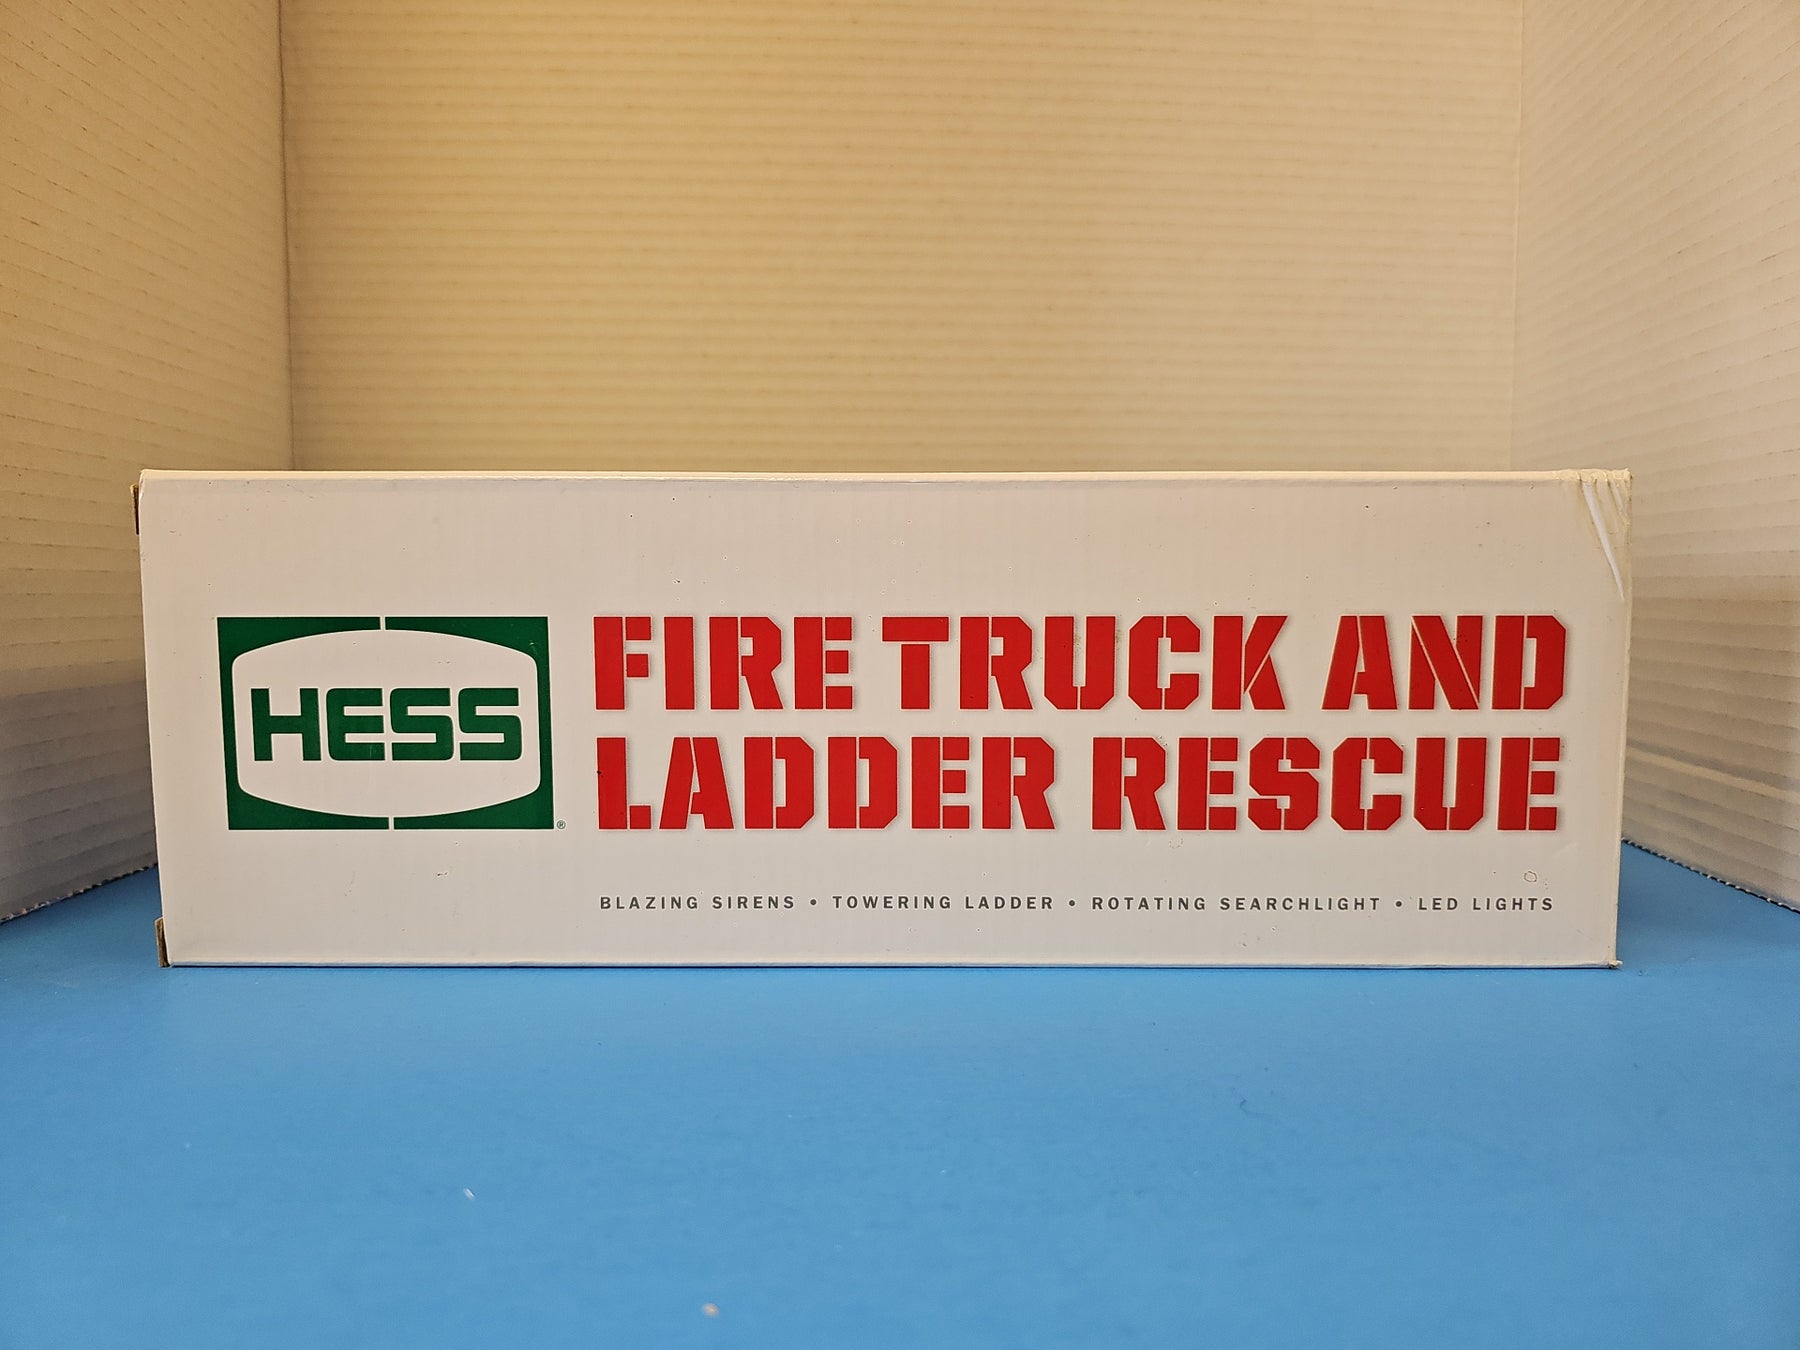 HESS®
FIRE TRUCK AND
LADDER RESCUE
BLAZING SIRENS • TOWERING LADDER • ROTATING SEARCHLIGHT • LED LIGHTS